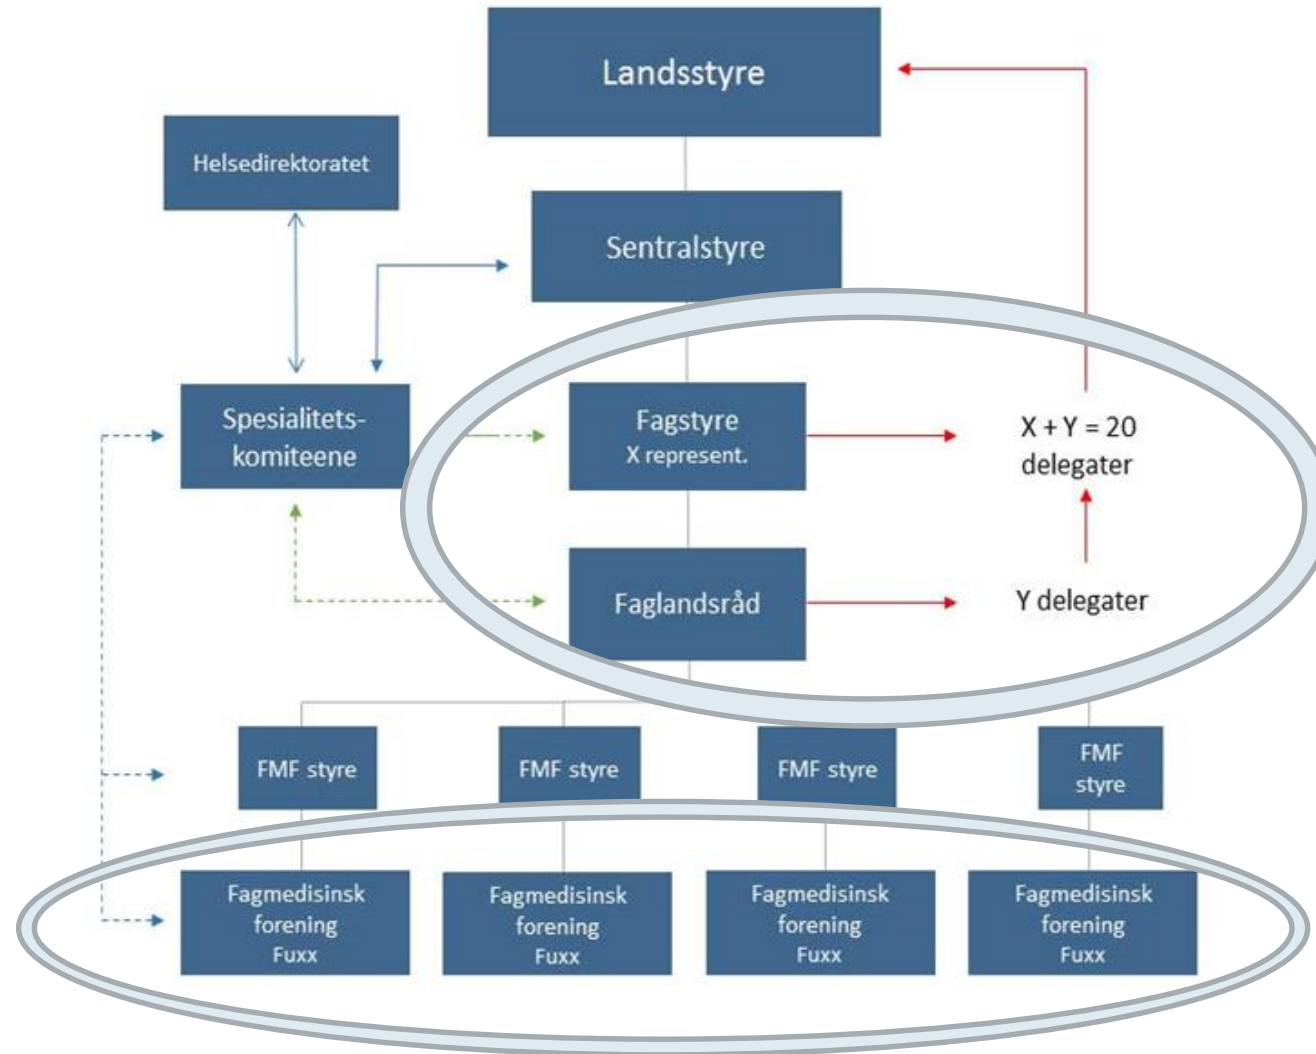 Landsstyre
Helsedirektoratet
Sentralstyre
Spesialitets-
komiteene
Fagstyre
X represent.
X + Y = 20
delegater
Faglandsråd
Y delegater
FMF styre
FMF styre
FMF styre
FMF
styre
Fagmedisinsk
forening
Fuxx
Fagmedisinsk
forening
Fuxx
Fagmedisinsk
forening
Fuxx
Fagmedisinsk
forening
Fuxx